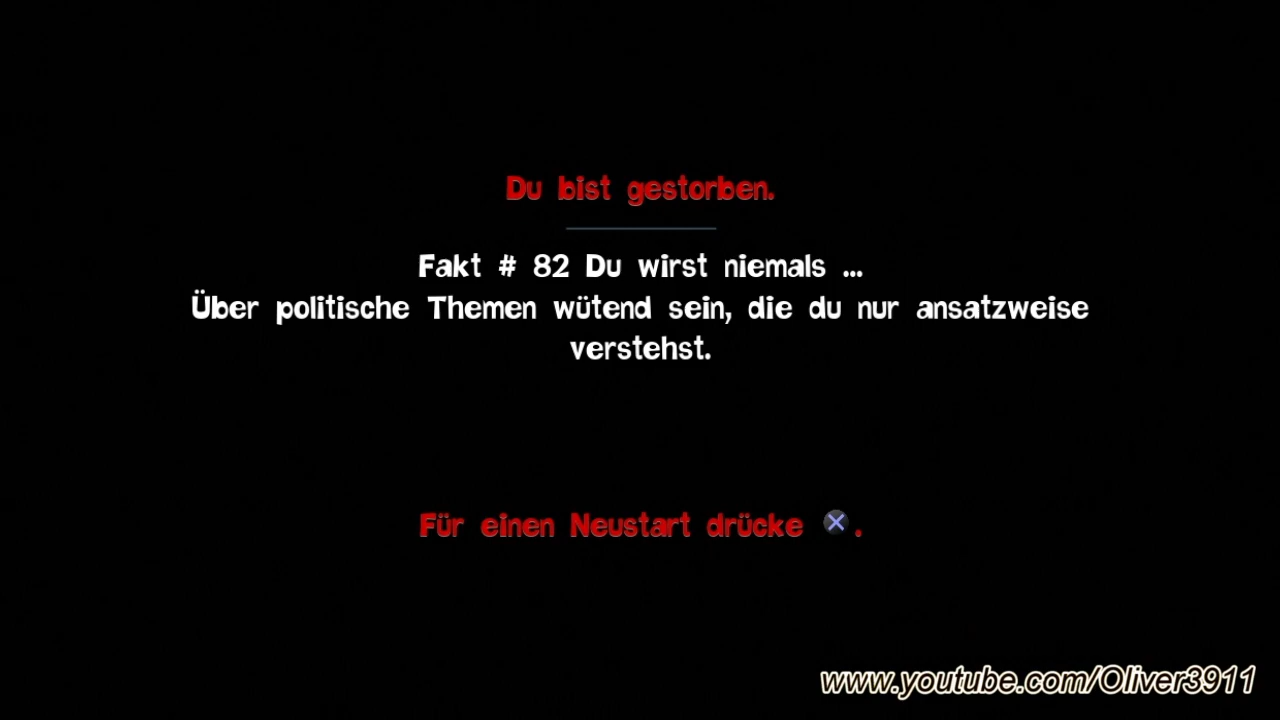 Du bist gestorben.
Fakt # 82 Du wirst niemals ...
Über politische Themen wütend sein, die du nur ansatzweise
verstehst.
Für einen Neustart drücke ✕ .
www.youtube.com/Oliver3911